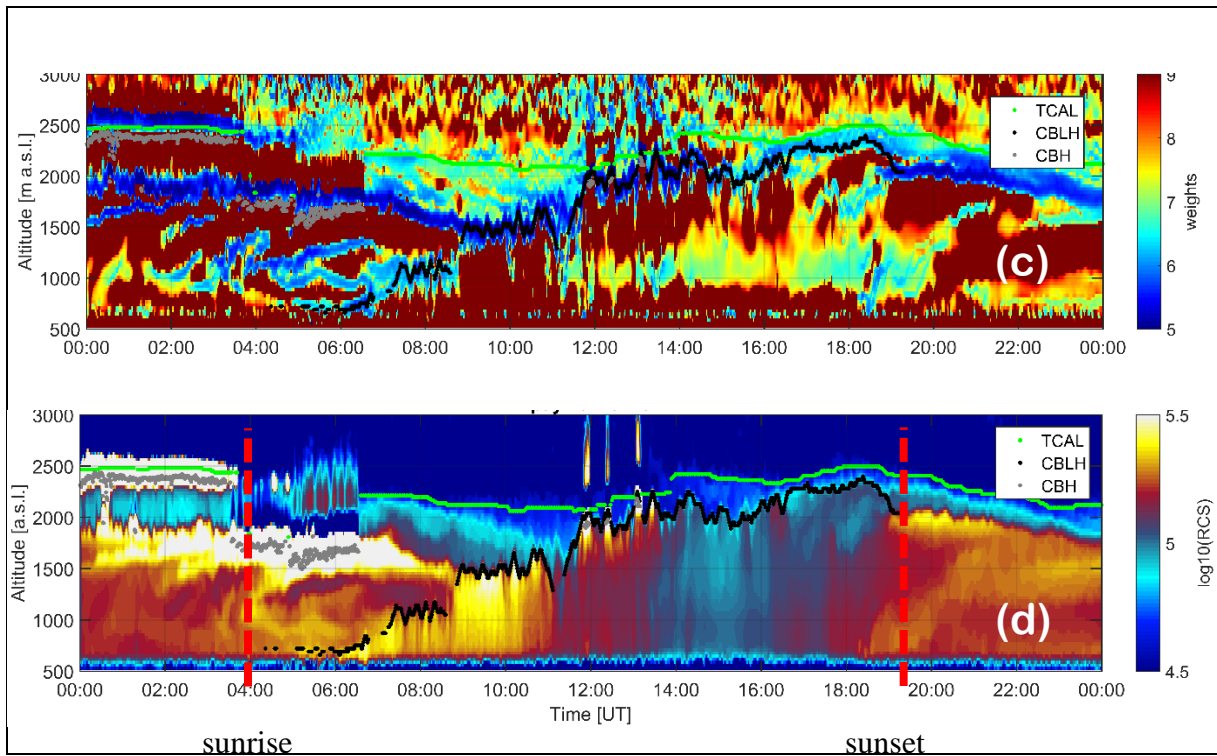 3000
2500
2000
1500
1000
500
Altitude [m a.s.l.]
TCAL
CBLH
CBH
(c)
00:00 02:00 04:00 06:00 08:00 10:00 12:00 14:00 16:00 18:00 20:00 22:00 00:00
9
8
7
6
5
weights
3000
2500
2000
1500
1000
500
Altitude [a.s.l.]
TCAL
CBLH
CBH
(d)
00:00 02:00 04:00 06:00 08:00 10:00 12:00 14:00 16:00 18:00 20:00 22:00 00:00
Time [UT]
5.5
5
4.5
log10(RCS)
sunrise
sunset